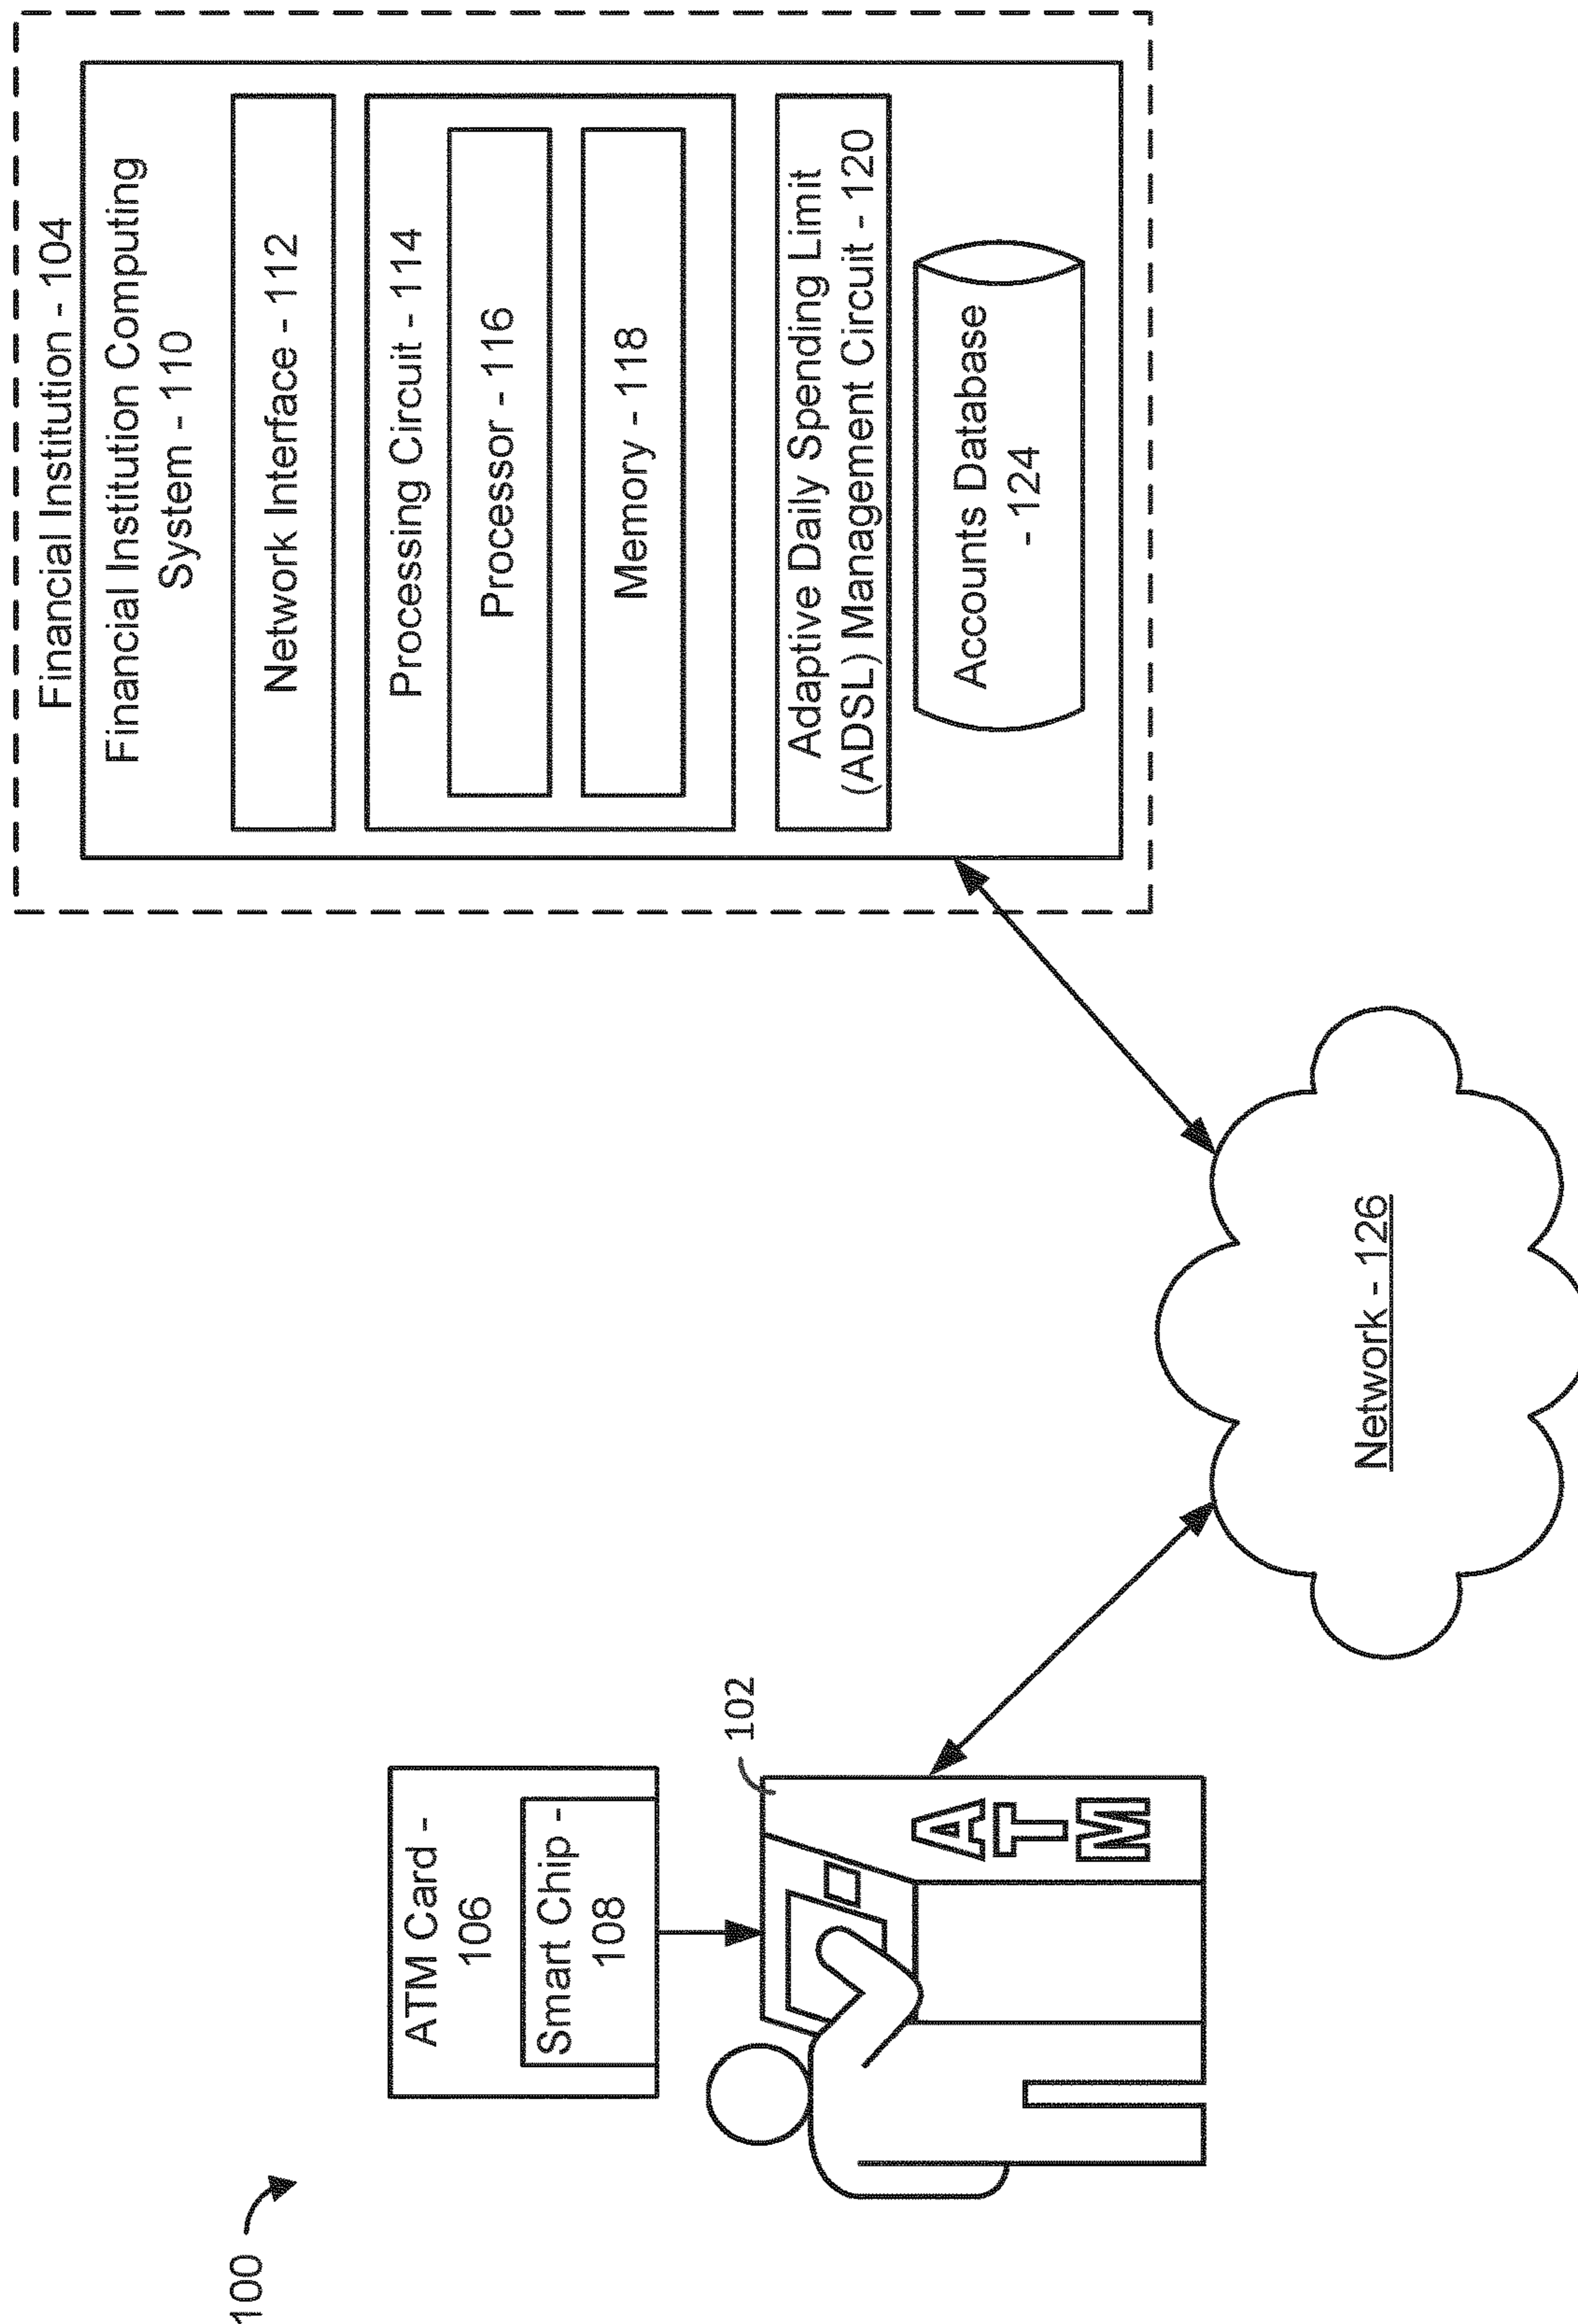 100
ATM Card -
106
Smart Chip -
108
102
ATM
Network - 126
Financial Institution - 104
Financial Institution Computing
System - 110
Network Interface - 112
Processing Circuit - 114
Processor - 116
Memory - 118
Adaptive Daily Spending Limit
(ADSL) Management Circuit - 120
Accounts Database
- 124